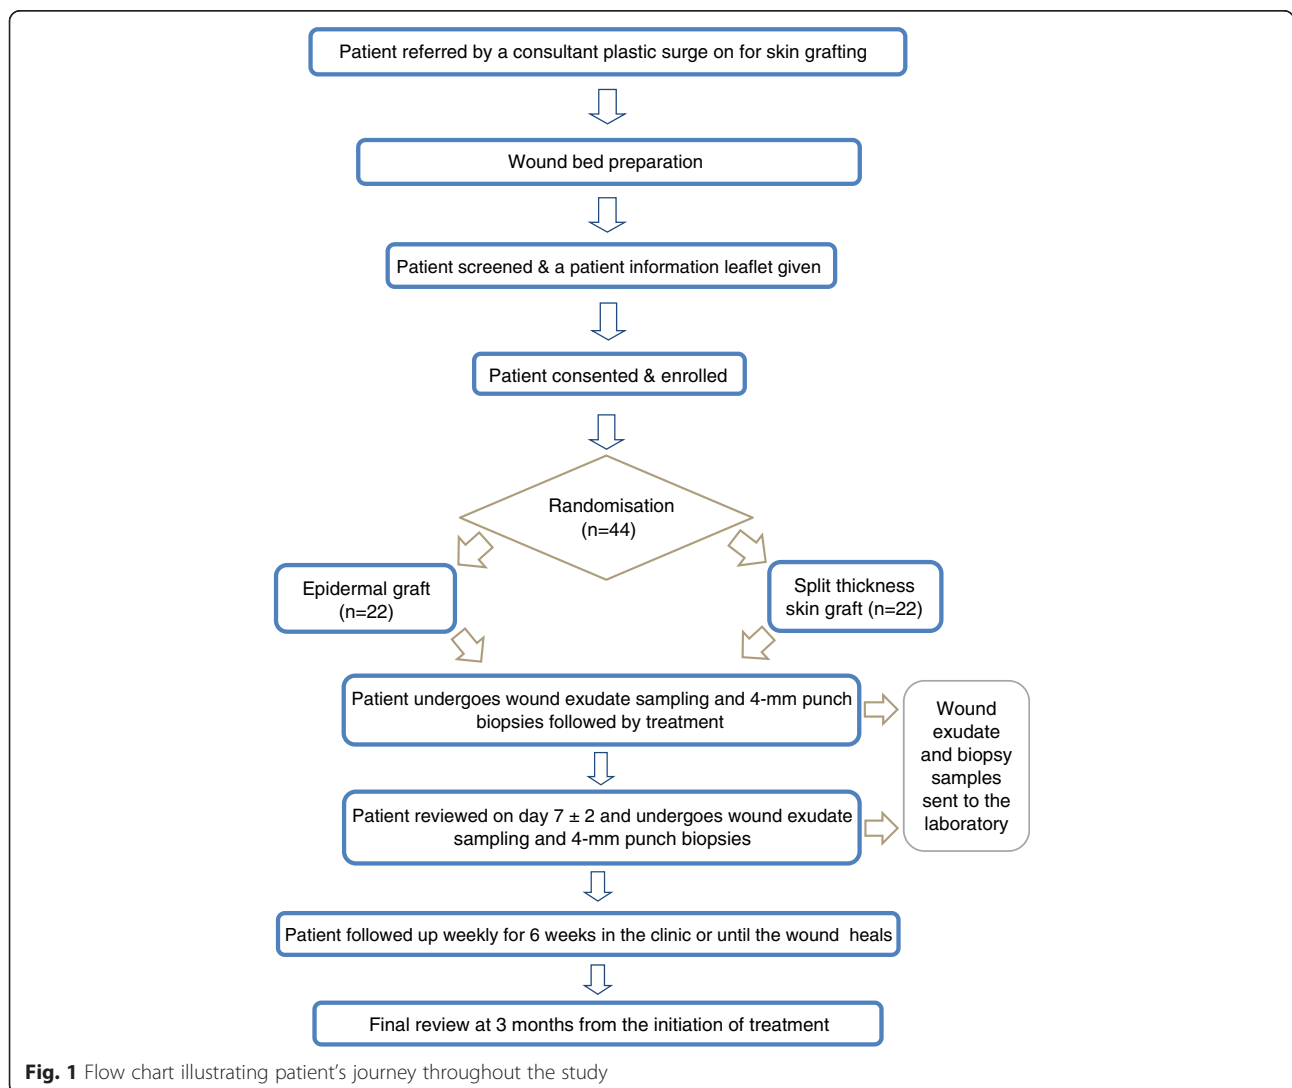 Patient referred by a consultant plastic surge on for skin grafting
Wound bed preparation
Patient screened & a patient information leaflet given
Patient consented & enrolled
Randomisation
(n=44)
Epidermal graft
(n=22)
Split thickness
skin graft (n=22)
Patient undergoes wound exudate sampling and 4-mm punch
biopsies followed by treatment
Wound
exudate
and biopsy
samples
sent to the
laboratory
Patient reviewed on day 7 ± 2 and undergoes wound exudate
sampling and 4-mm punch biopsies
Patient followed up weekly for 6 weeks in the clinic or until the wound heals
Final review at 3 months from the initiation of treatment
Fig. 1 Flow chart illustrating patient's journey throughout the study